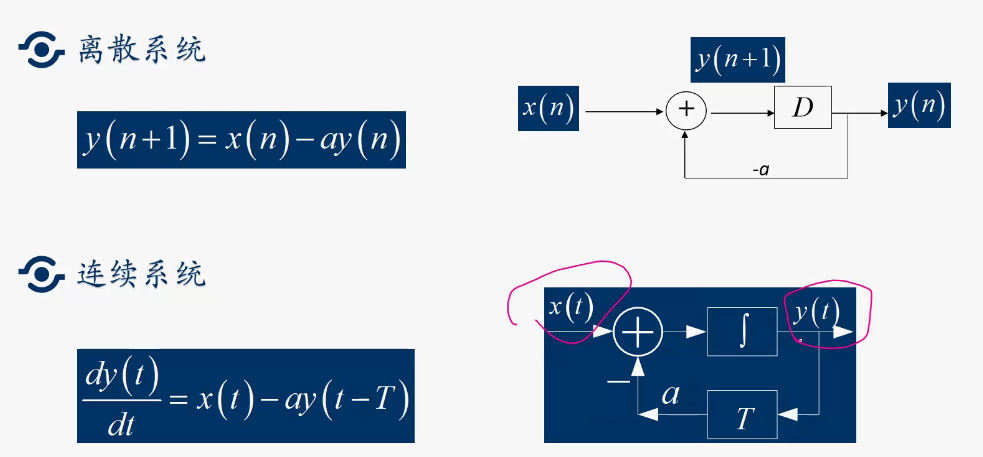 离散系统
y(n+1) = x(n) − ay(n)
x(n)
+
y(n+1)
D
y(n)
-a
连续系统
dy(t)/dt = x(t) − ay(t−T)
x(t)
+
∫
y(t)
−
a
T